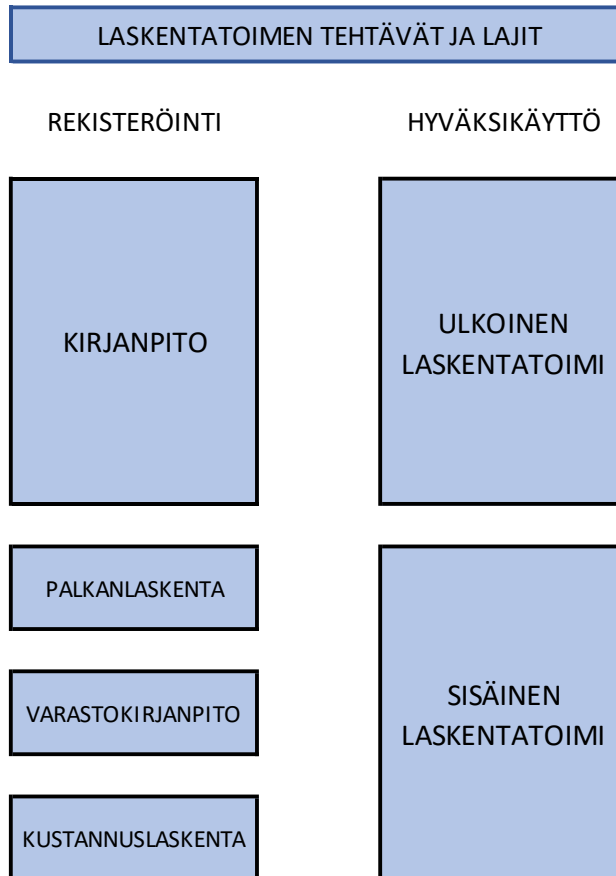 LASKENTATOIMEN TEHTÄVÄT JA LAJIT
REKISTERÖINTI
HYVÄKSIKÄYTTÖ
KIRJANPITO
ULKOINEN
LASKENTATOIMI
PALKANLASKENTA
VARASTOKIRJANPITO
KUSTANNUSLASKENTA
SISÄINEN
LASKENTATOIMI